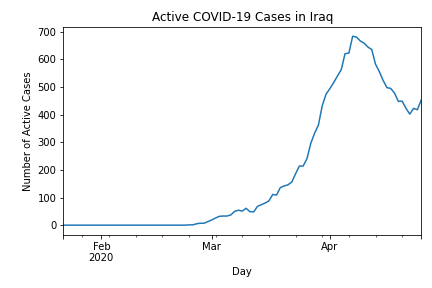 Active COVID-19 Cases in Iraq
Number of Active Cases
700
600
500
400
300
200
100
0
Feb
2020
Mar
Apr
Day